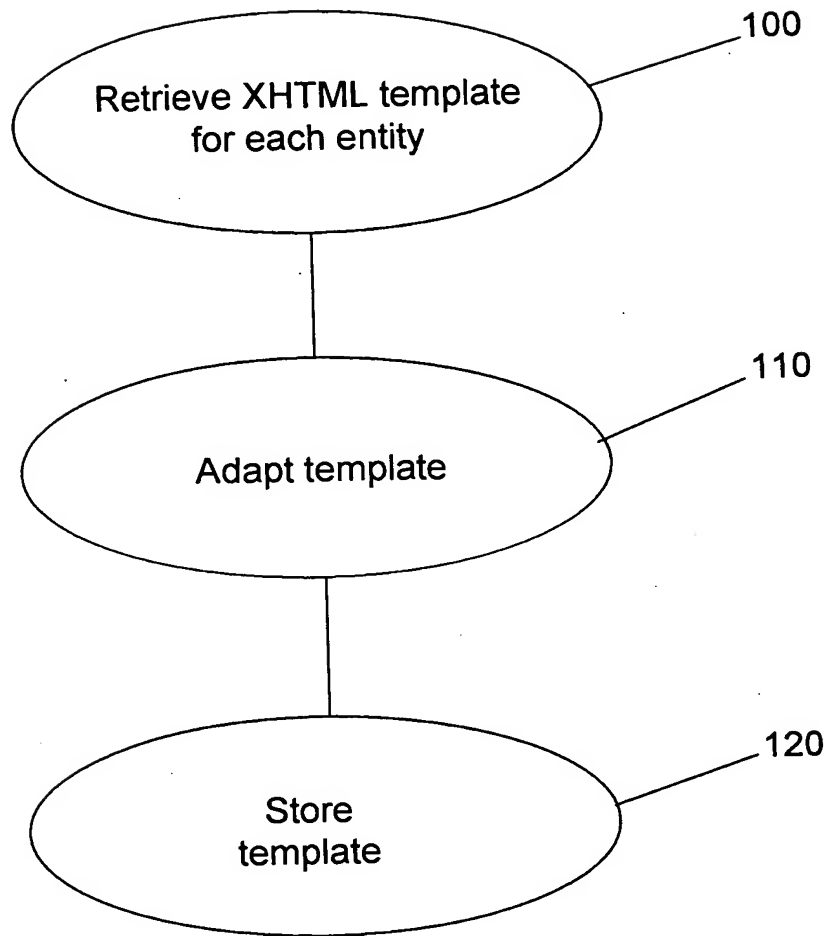 100
Retrieve XHTML template
for each entity
110
Adapt template
120
Store
template